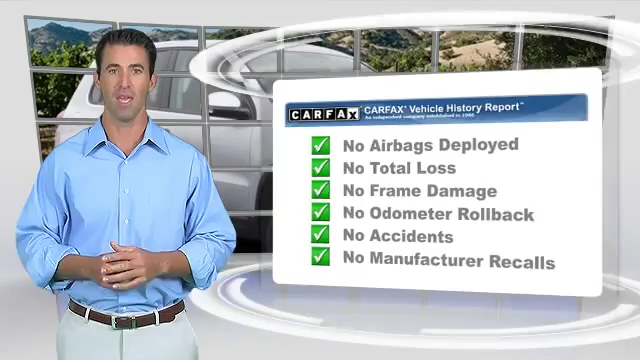 CARFAX CARFAX Vehicle History Report™
An independent company established in 1986
No Airbags Deployed
No Total Loss
No Frame Damage
No Odometer Rollback
No Accidents
No Manufacturer Recalls